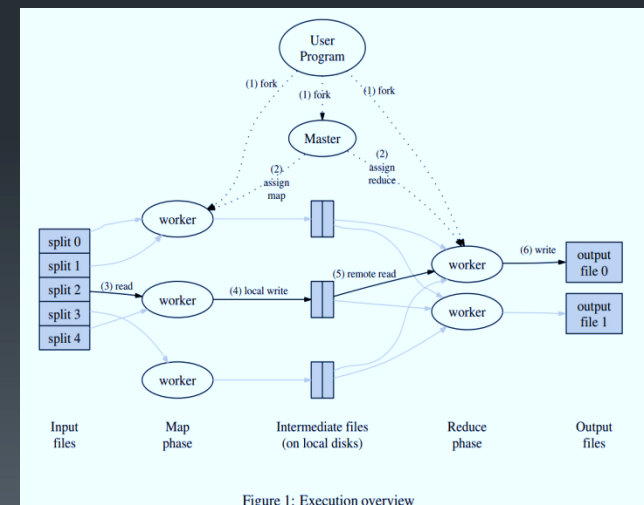 User
Program
(1) fork
(1) fork
(1) fork
Master
(2)
assign
map
(2)
assign
reduce
worker
split 0
split 1
split 2
split 3
split 4
(3) read
worker
(4) local write
(5) remote read
worker
(6) write
output
file 0
worker
output
file 1
worker
Input
files
Map
phase
Intermediate files
(on local disks)
Reduce
phase
Output
files
Figure 1: Execution overview